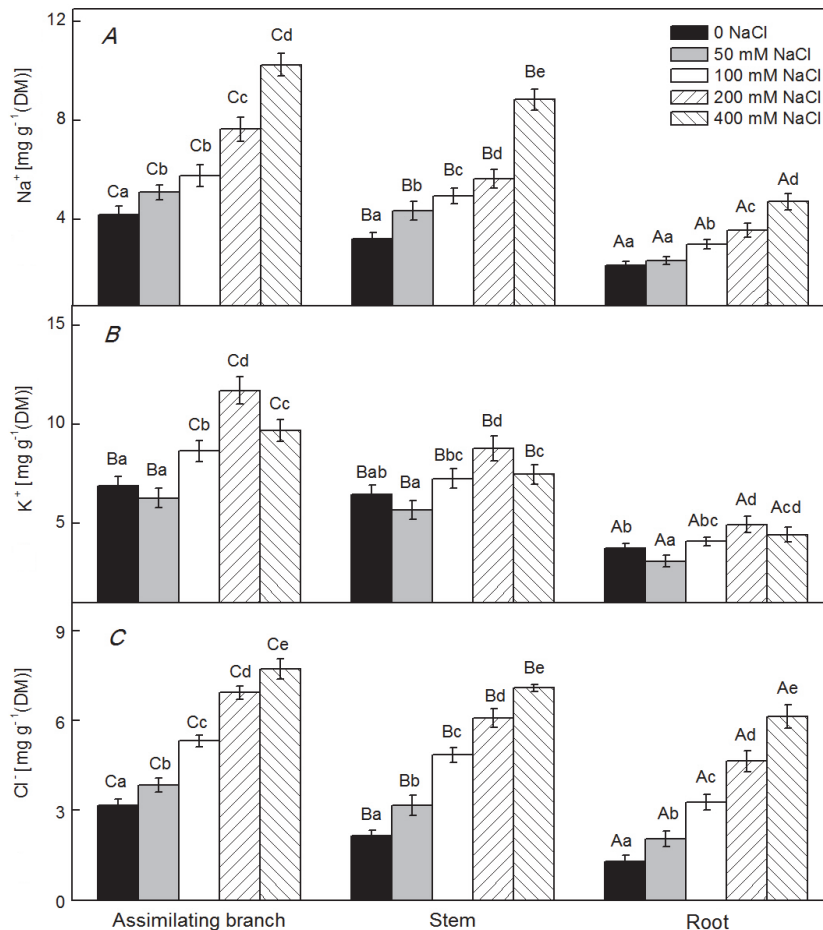 12
A
0 NaCl
50 mM NaCl
100 mM NaCl
200 mM NaCl
400 mM NaCl
Na⁺ [mg g⁻¹(DM)]
8
4
Ca Cb Cb Cc Cd
Ba Bb Bc Bd Be
Aa Aa Ab Ac Ad
15
B
K⁺ [mg g⁻¹(DM)]
10
5
Ba Ba Cb Cd Cc
Bab Ba Bbc Bd Bc
Ab Aa Abc Ad Acd
9
C
Cl⁻ [mg g⁻¹(DM)]
6
3
0
Ca Cb Cc Cd Ce
Ba Bb Bc Bd Be
Aa Ab Ac Ad Ae
Assimilating branch Stem Root